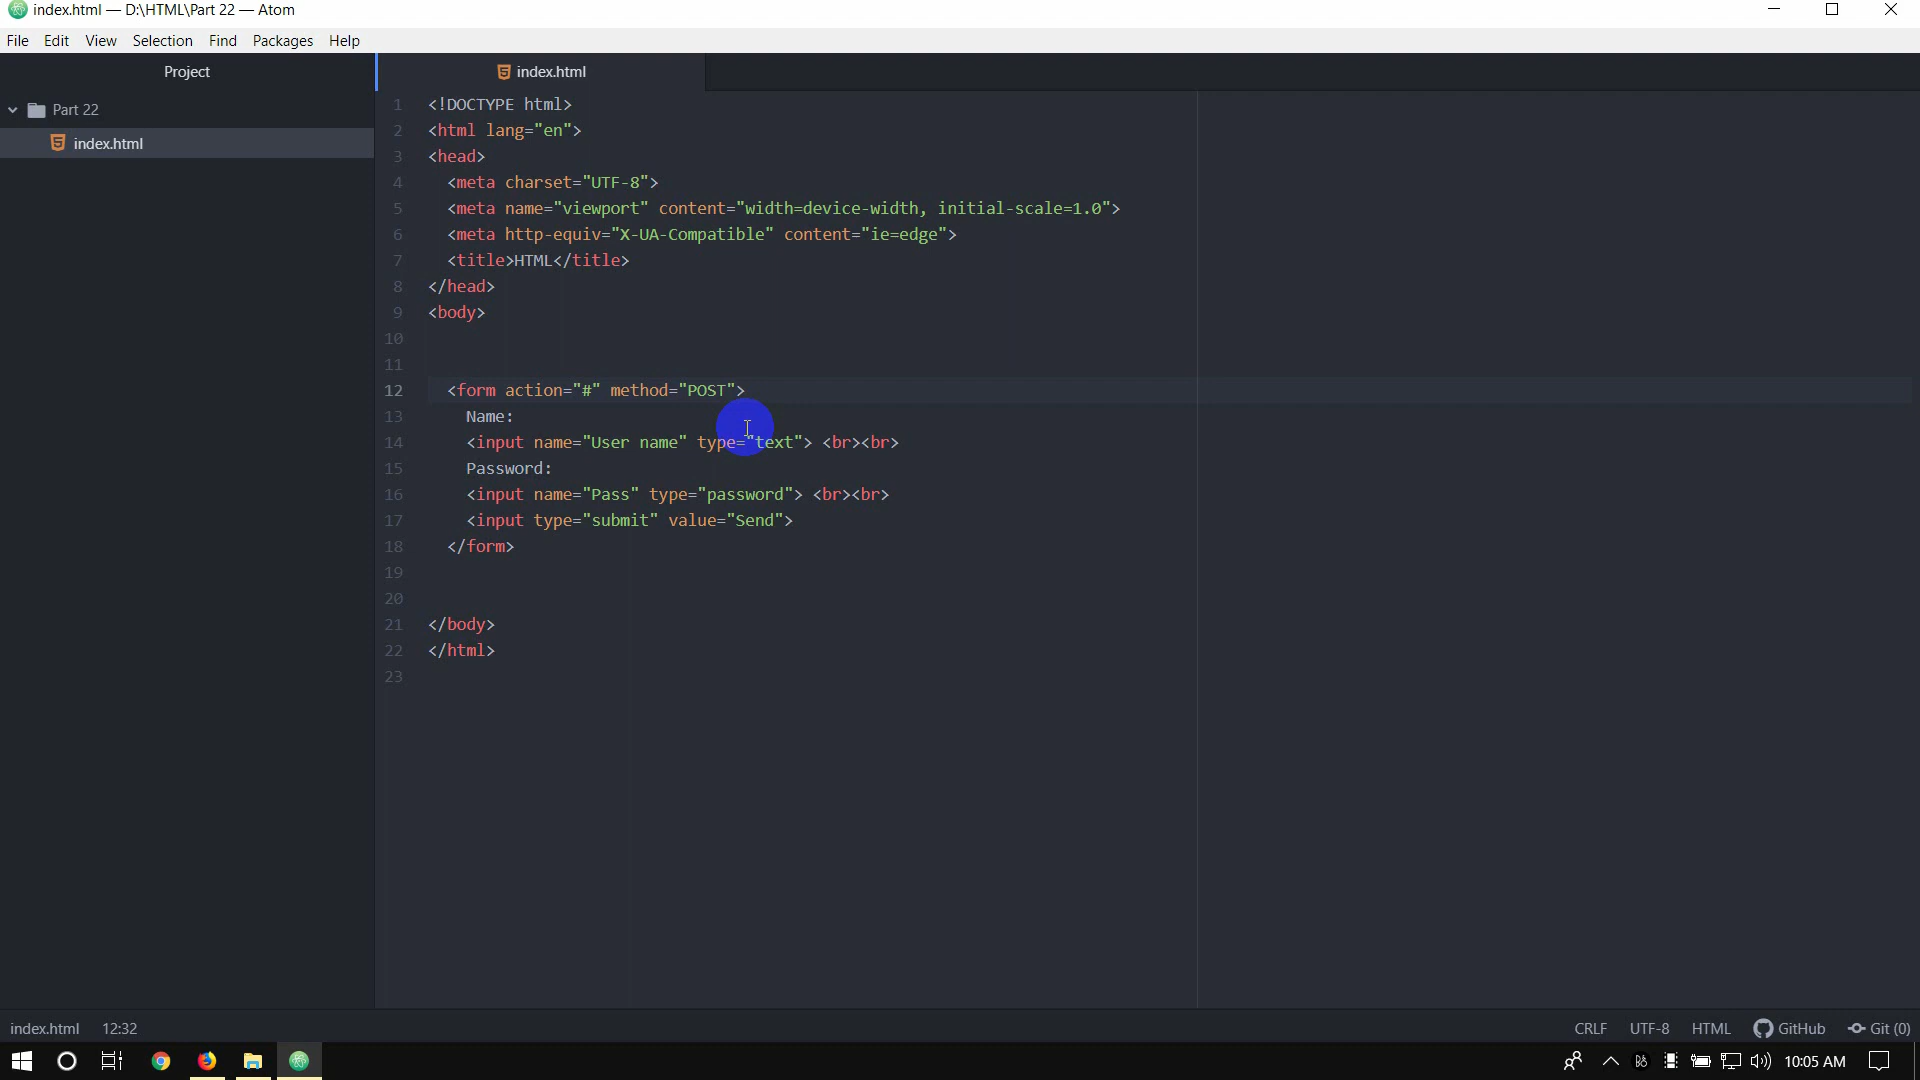 index.html — D:\HTML\Part 22 — Atom
File Edit View Selection Find Packages Help
Project
index.html
Part 22
index.html
1 <!DOCTYPE html>
2 <html lang="en">
3 <head>
4 <meta charset="UTF-8">
5 <meta name="viewport" content="width=device-width, initial-scale=1.0">
6 <meta http-equiv="X-UA-Compatible" content="ie=edge">
7 <title>HTML</title>
8 </head>
9 <body>
10
11
12 <form action="#" method="POST">
13 Name:
14 <input name="User name" type="text"> <br><br>
15 Password:
16 <input name="Pass" type="password"> <br><br>
17 <input type="submit" value="Send">
18 </form>
19
20
21 </body>
22 </html>
23
index.html 12:32 CRLF UTF-8 HTML GitHub Git (0)
10:05 AM